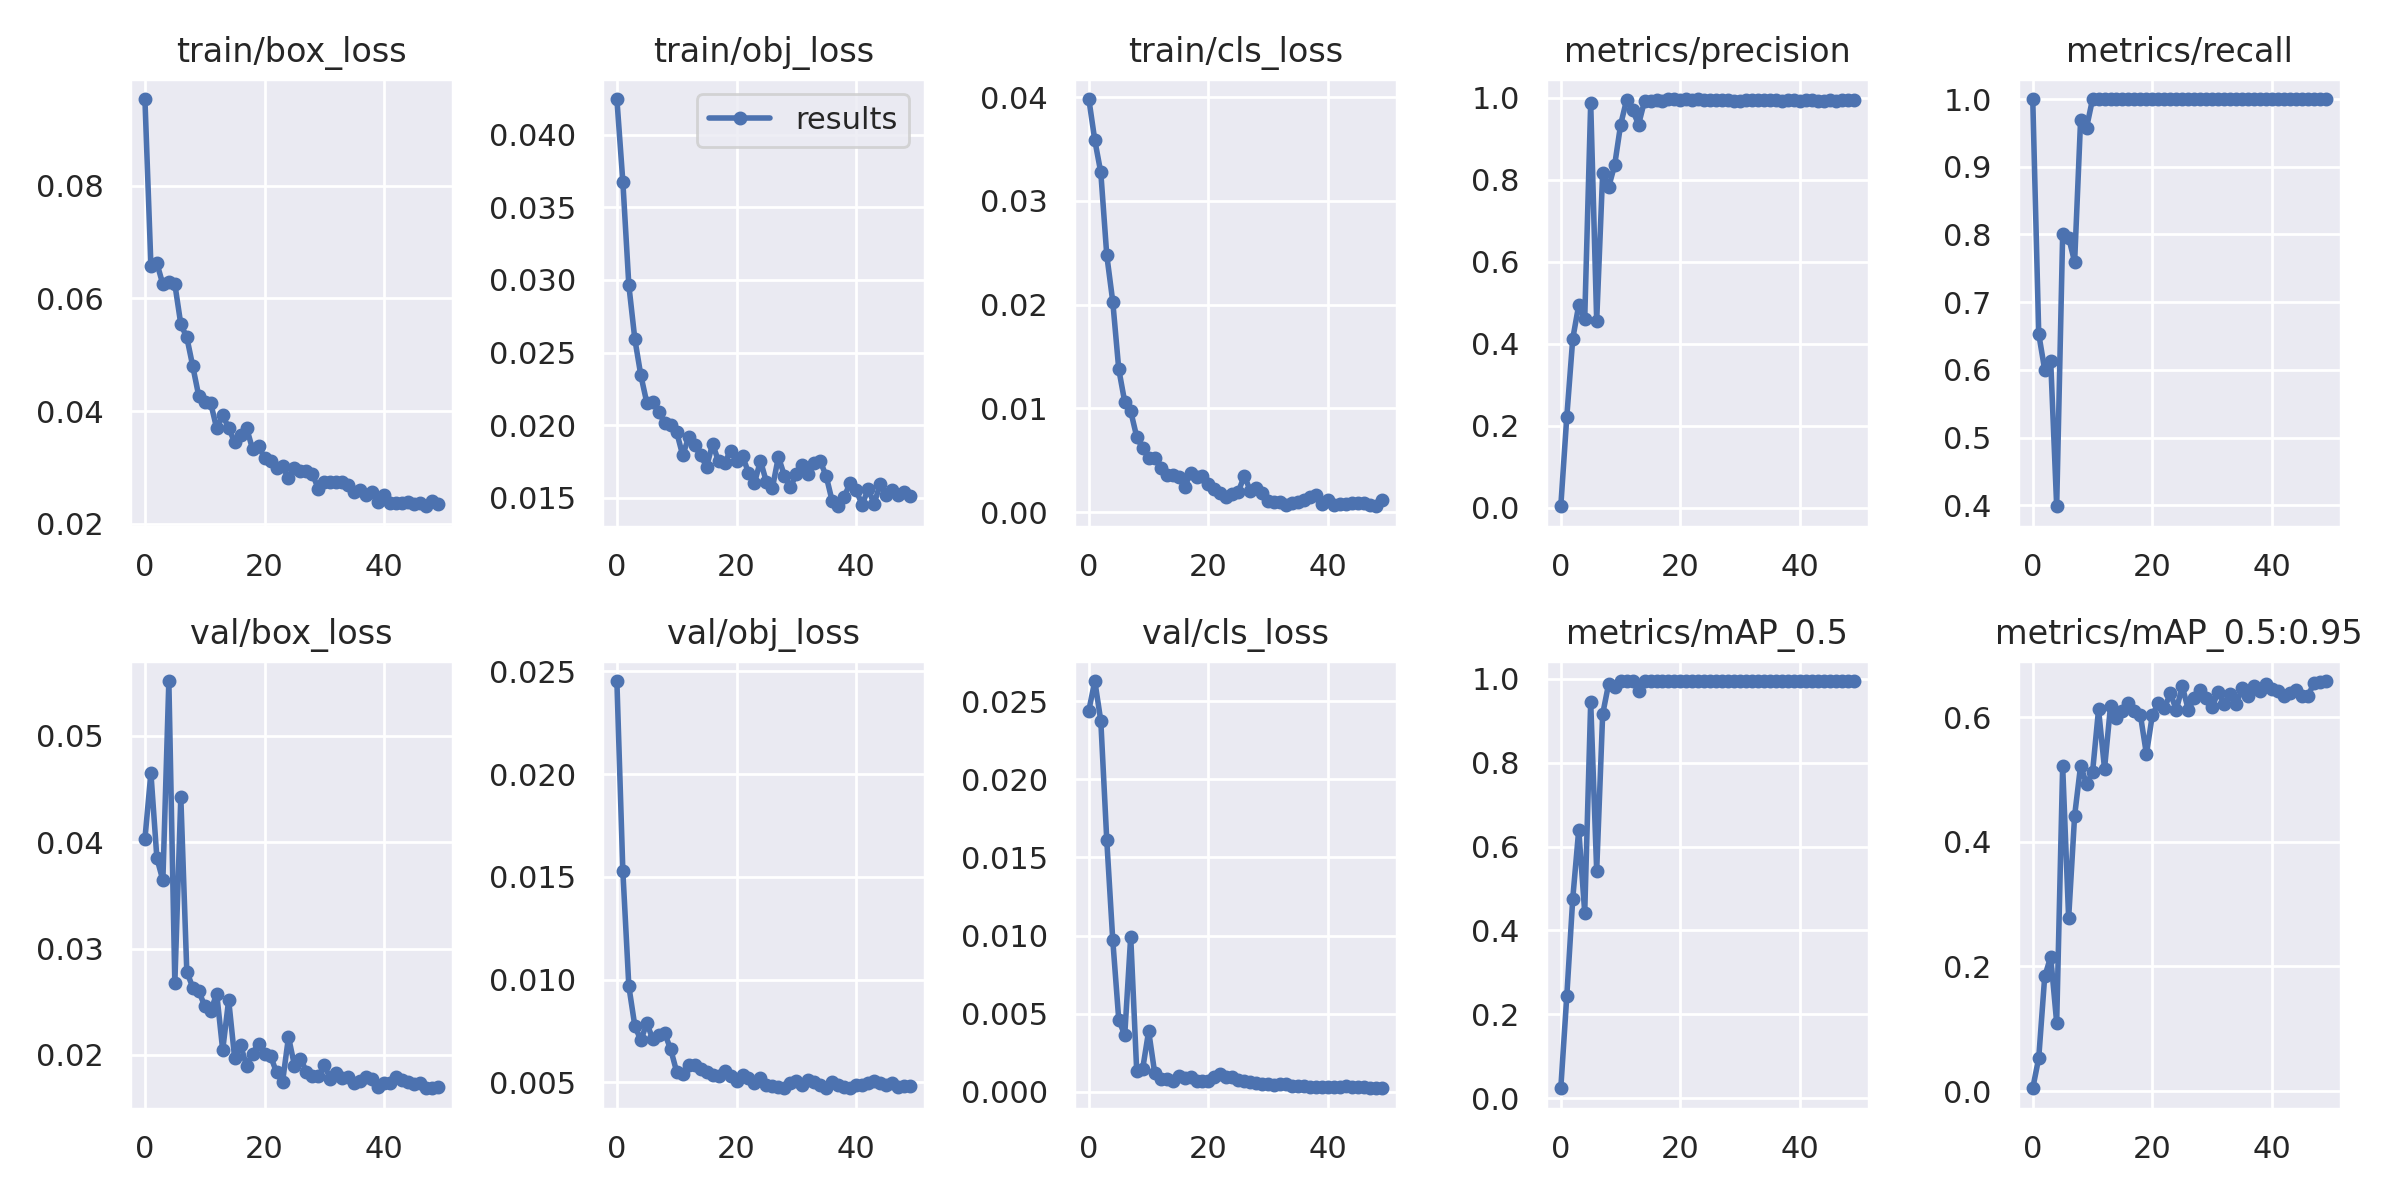 train/box_loss
0.08
0.06
0.04
0.02
0 20 40
train/obj_loss
results
0.040
0.035
0.030
0.025
0.020
0.015
0 20 40
train/cls_loss
0.04
0.03
0.02
0.01
0.00
0 20 40
metrics/precision
1.0
0.8
0.6
0.4
0.2
0.0
0 20 40
metrics/recall
1.0
0.9
0.8
0.7
0.6
0.5
0.4
0 20 40
val/box_loss
0.05
0.04
0.03
0.02
0 20 40
val/obj_loss
0.025
0.020
0.015
0.010
0.005
0 20 40
val/cls_loss
0.025
0.020
0.015
0.010
0.005
0.000
0 20 40
metrics/mAP_0.5
1.0
0.8
0.6
0.4
0.2
0.0
0 20 40
metrics/mAP_0.5:0.95
0.6
0.4
0.2
0.0
0 20 40